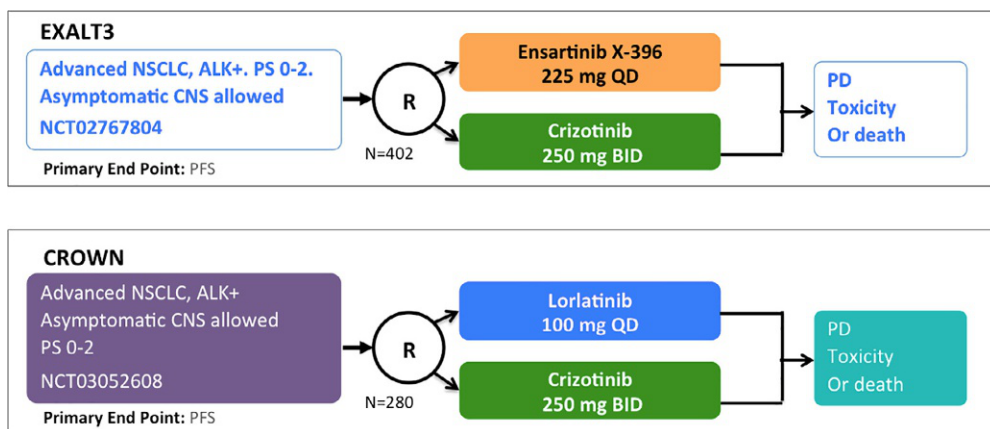 EXALT3
Advanced NSCLC, ALK+. PS 0-2.
Asymptomatic CNS allowed
NCT02767804
Primary End Point: PFS
R
N=402
Ensartinib X-396
225 mg QD
Crizotinib
250 mg BID
PD
Toxicity
Or death
CROWN
Advanced NSCLC, ALK+
Asymptomatic CNS allowed
PS 0-2
NCT03052608
Primary End Point: PFS
R
N=280
Lorlatinib
100 mg QD
Crizotinib
250 mg BID
PD
Toxicity
Or death